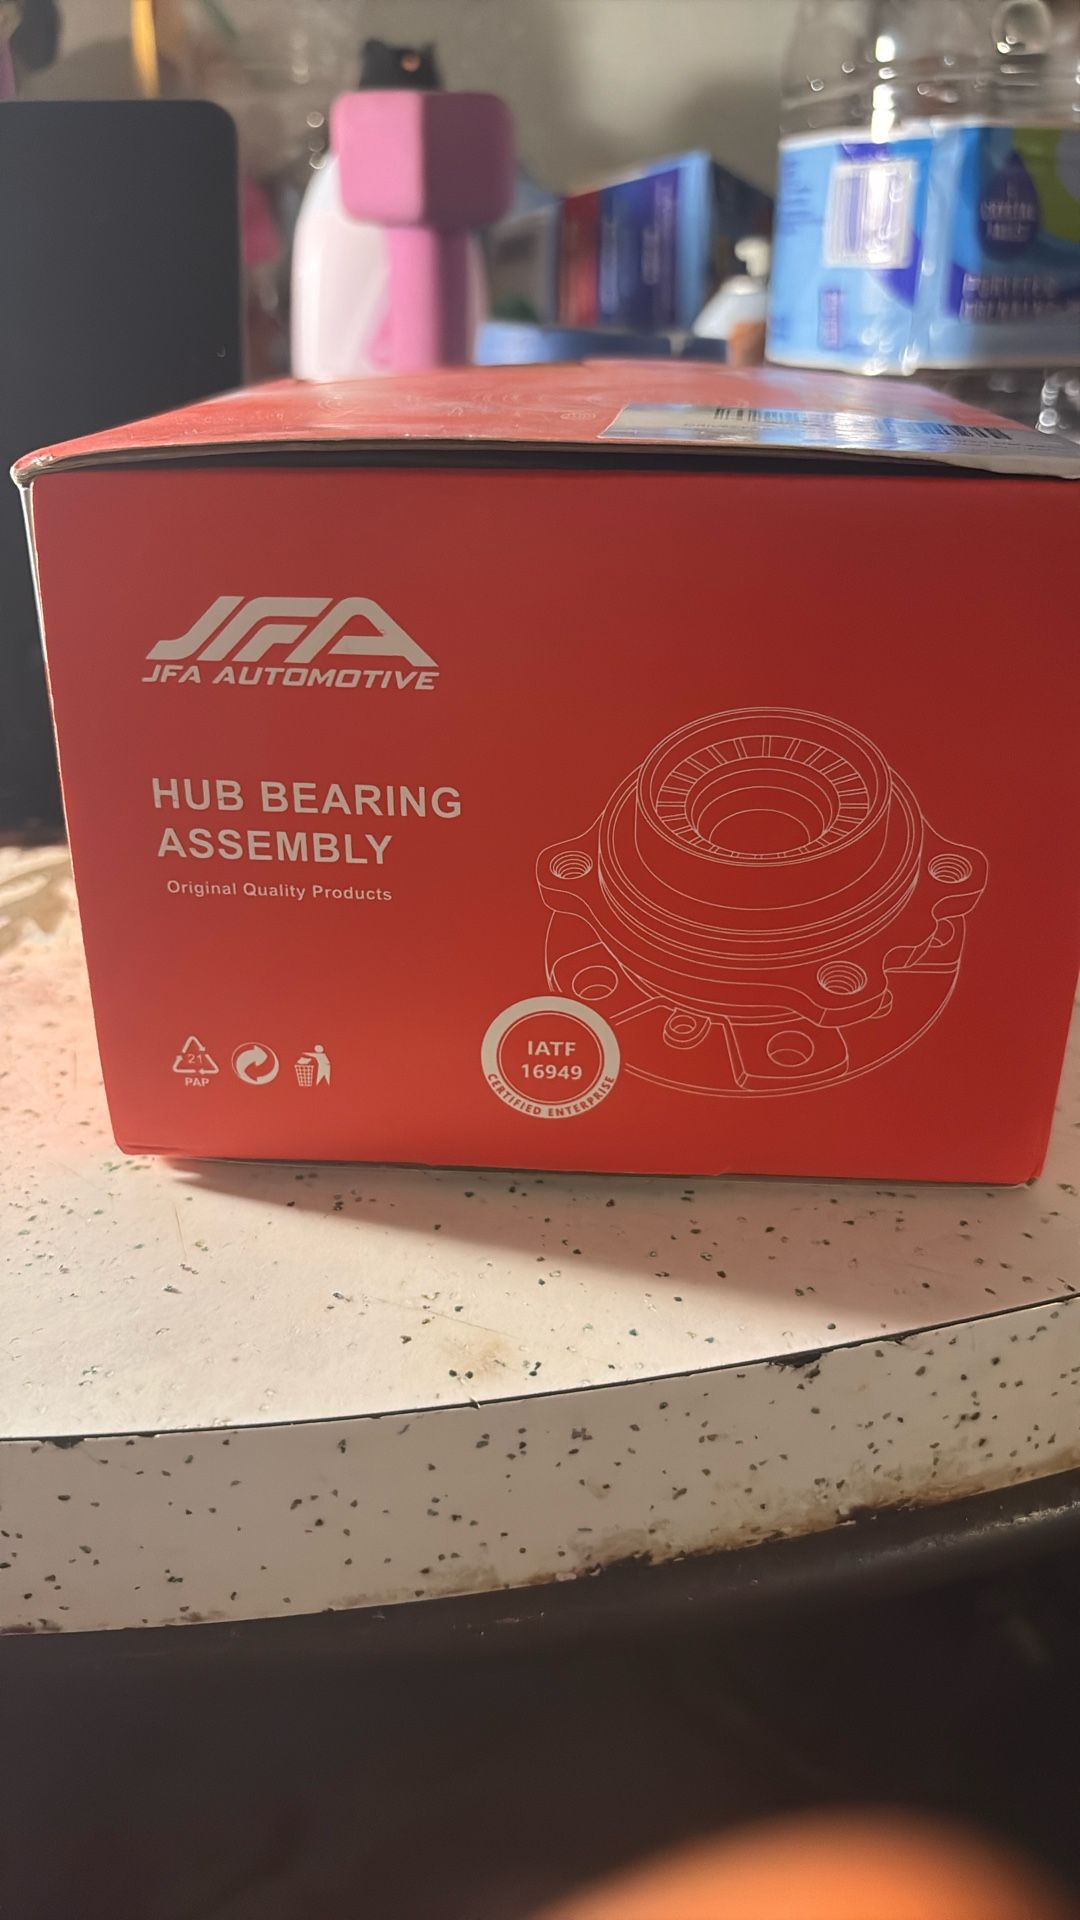 JFA
JFA AUTOMOTIVE
HUB BEARING
ASSEMBLY
Original Quality Products
21
PAP
IATF
16949
CERTIFIED ENTERPRISE